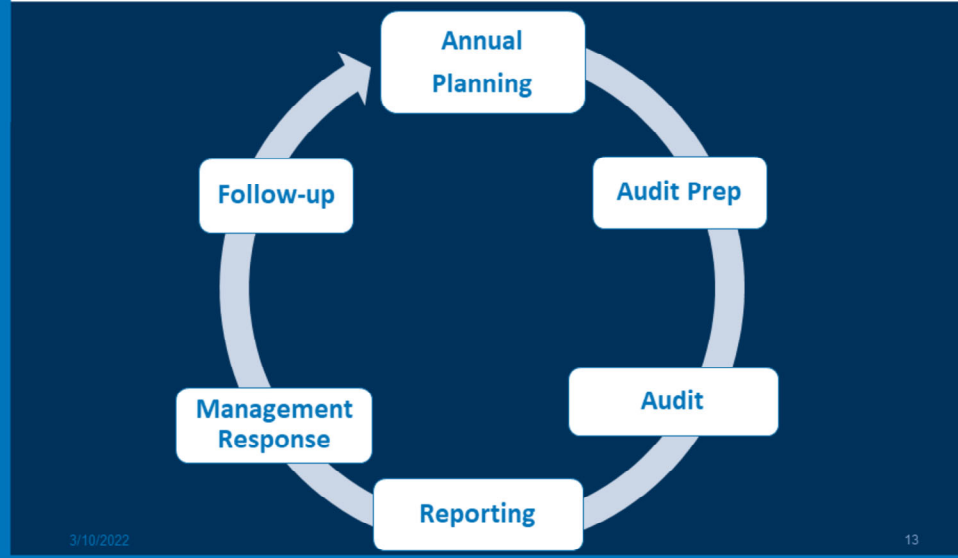 Annual
Planning
Audit Prep
Audit
Reporting
Management
Response
Follow-up
3/10/2022
13